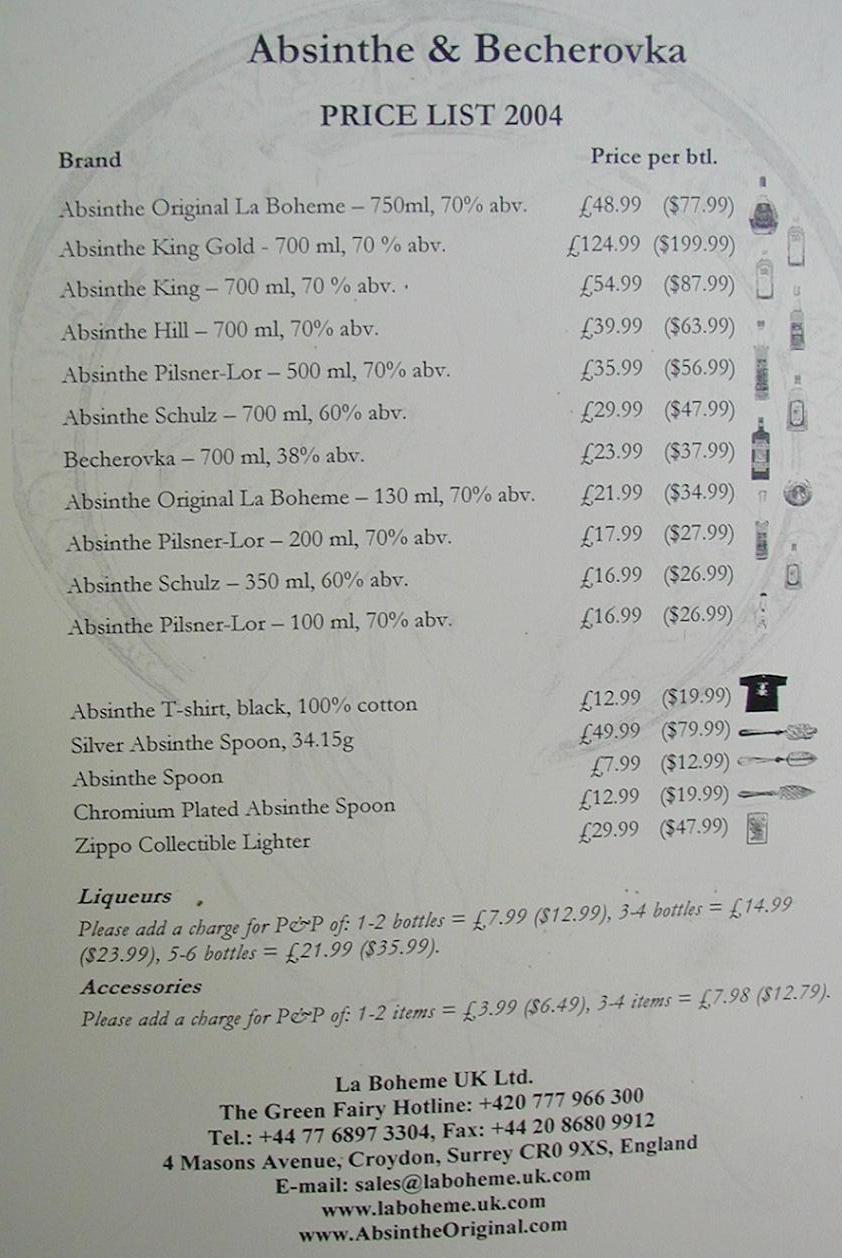 Absinthe & Becherovka
PRICE LIST 2004
Brand Price per btl.
Absinthe Original La Boheme – 750ml, 70% abv. £48.99 ($77.99)
Absinthe King Gold - 700 ml, 70 % abv. £124.99 ($199.99)
Absinthe King – 700 ml, 70 % abv. £54.99 ($87.99)
Absinthe Hill – 700 ml, 70% abv. £39.99 ($63.99)
Absinthe Pilsner-Lor – 500 ml, 70% abv. £35.99 ($56.99)
Absinthe Schulz – 700 ml, 60% abv. £29.99 ($47.99)
Becherovka – 700 ml, 38% abv. £23.99 ($37.99)
Absinthe Original La Boheme – 130 ml, 70% abv. £21.99 ($34.99)
Absinthe Pilsner-Lor – 200 ml, 70% abv. £17.99 ($27.99)
Absinthe Schulz – 350 ml, 60% abv. £16.99 ($26.99)
Absinthe Pilsner-Lor – 100 ml, 70% abv. £16.99 ($26.99)
Absinthe T-shirt, black, 100% cotton £12.99 ($19.99)
Silver Absinthe Spoon, 34.15g £49.99 ($79.99)
Absinthe Spoon £7.99 ($12.99)
Chromium Plated Absinthe Spoon £12.99 ($19.99)
Zippo Collectible Lighter £29.99 ($47.99)
Liqueurs
Please add a charge for P&P of: 1-2 bottles = £7.99 ($12.99), 3-4 bottles = £14.99
($23.99), 5-6 bottles = £21.99 ($35.99).
Accessories
Please add a charge for P&P of: 1-2 items = £3.99 ($6.49), 3-4 items = £7.98 ($12.79).
La Boheme UK Ltd.
The Green Fairy Hotline: +420 777 966 300
Tel.: +44 77 6897 3304, Fax: +44 20 8680 9912
4 Masons Avenue, Croydon, Surrey CR0 9XS, England
E-mail: sales@laboheme.uk.com
www.laboheme.uk.com
www.AbsintheOriginal.com